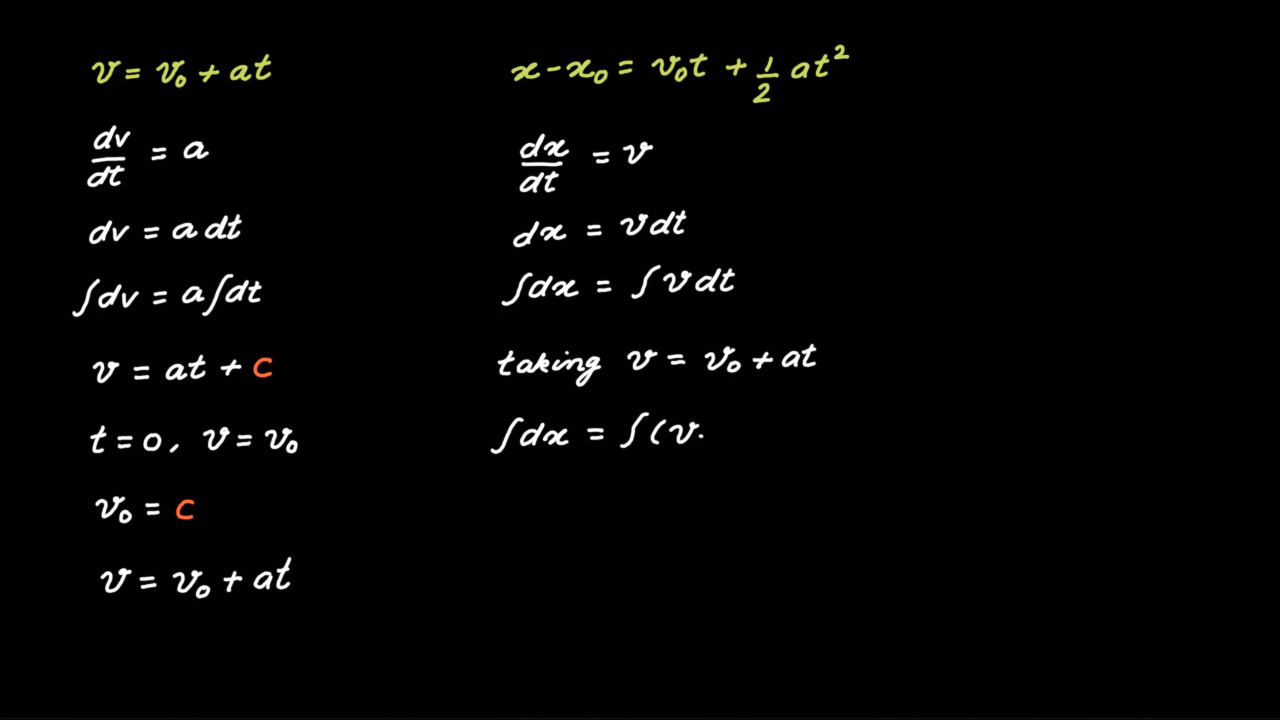 v = v₀ + at
dv/dt = a
dv = a dt
∫dv = a∫dt
v = at + c
t = 0, v = v₀
v₀ = c
v = v₀ + at
x - x₀ = v₀t + 1/2 at²
dx/dt = v
dx = v dt
∫dx = ∫v dt
taking v = v₀ + at
∫dx = ∫(v